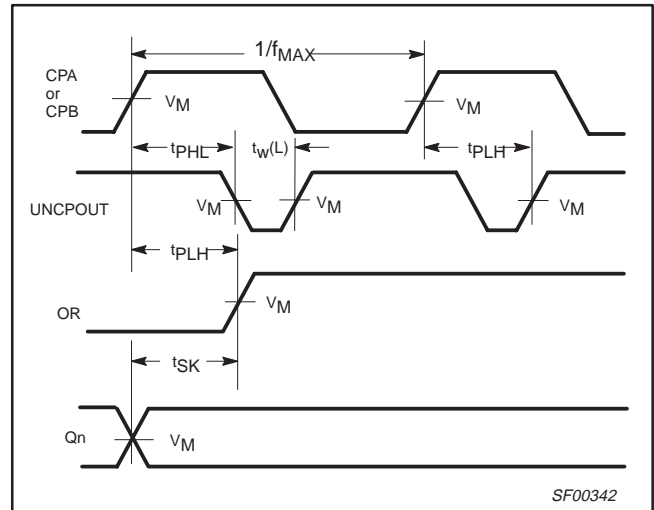 1/fMAX
CPA
or
CPB
VM
VM
tPHL
tw(L)
tPLH
UNCPOUT
VM
VM
VM
tPLH
OR
VM
tSK
Qn
VM
SF00342